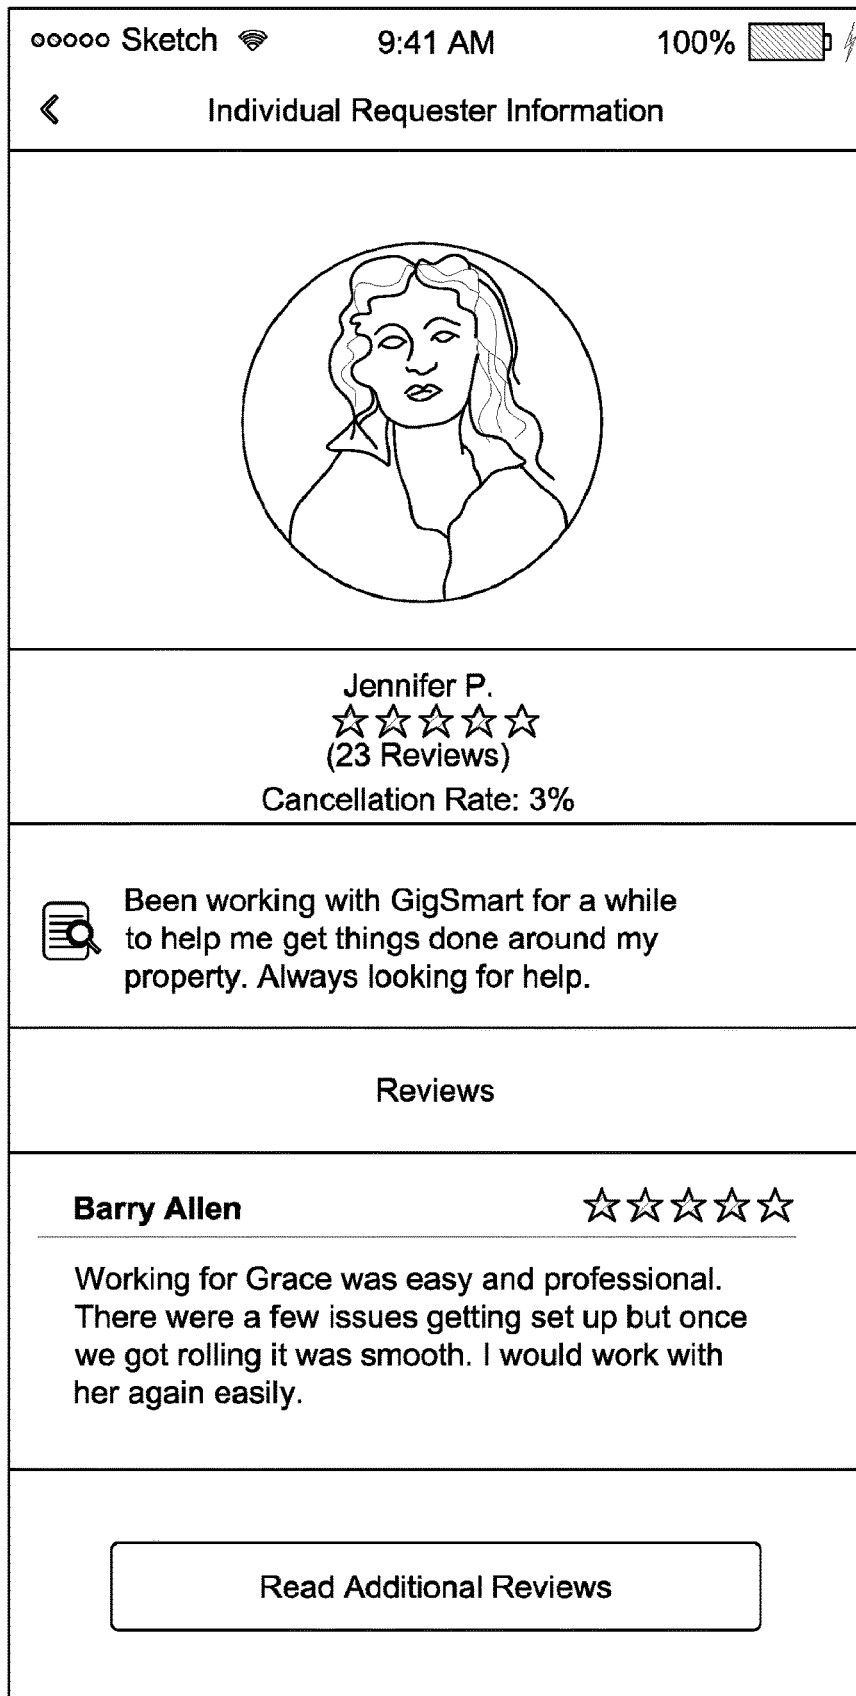 Sketch 9:41 AM 100%
Individual Requester Information
Jennifer P.
(23 Reviews)
Cancellation Rate: 3%
Been working with GigSmart for a while
to help me get things done around my
property. Always looking for help.
Reviews
Barry Allen
Working for Grace was easy and professional.
There were a few issues getting set up but once
we got rolling it was smooth. I would work with
her again easily.
Read Additional Reviews